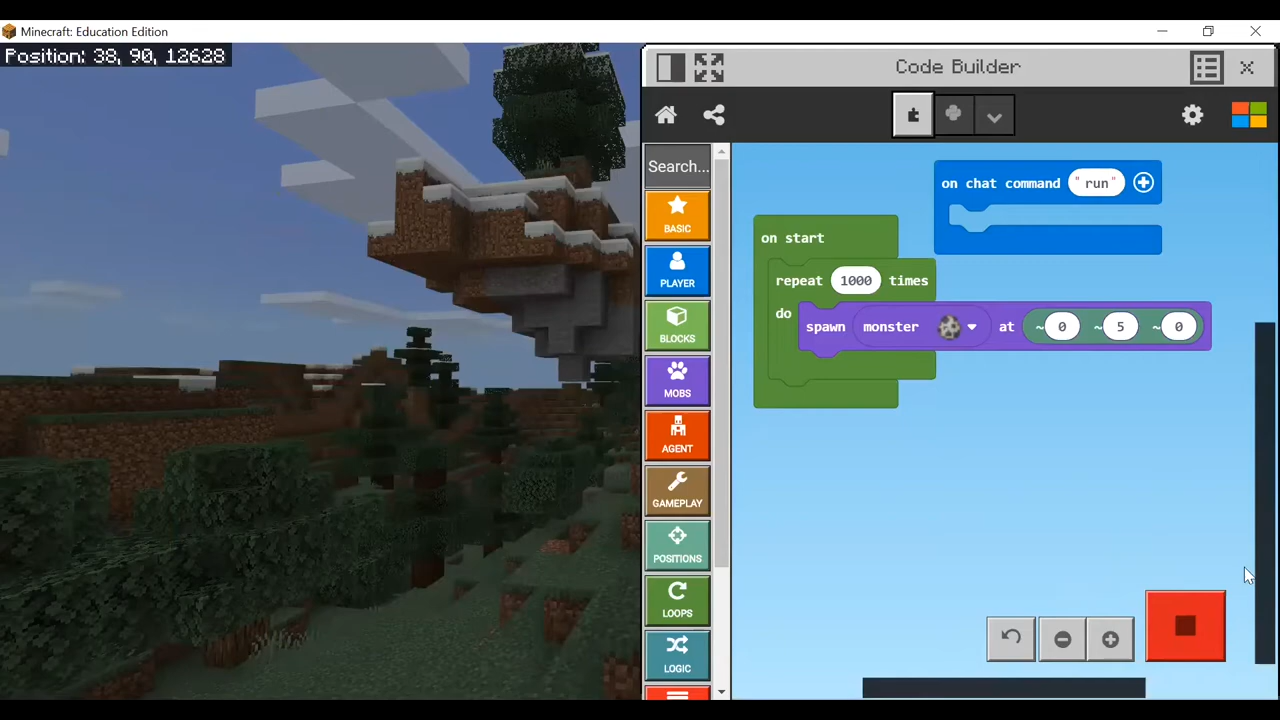 Minecraft: Education Edition
Position: 38, 90, 12628
Code Builder
Search...
BASIC
PLAYER
BLOCKS
MOBS
AGENT
GAMEPLAY
POSITIONS
LOOPS
LOGIC
on chat command "run"
on start
repeat 1000 times
do spawn monster at ~0 ~5 ~0